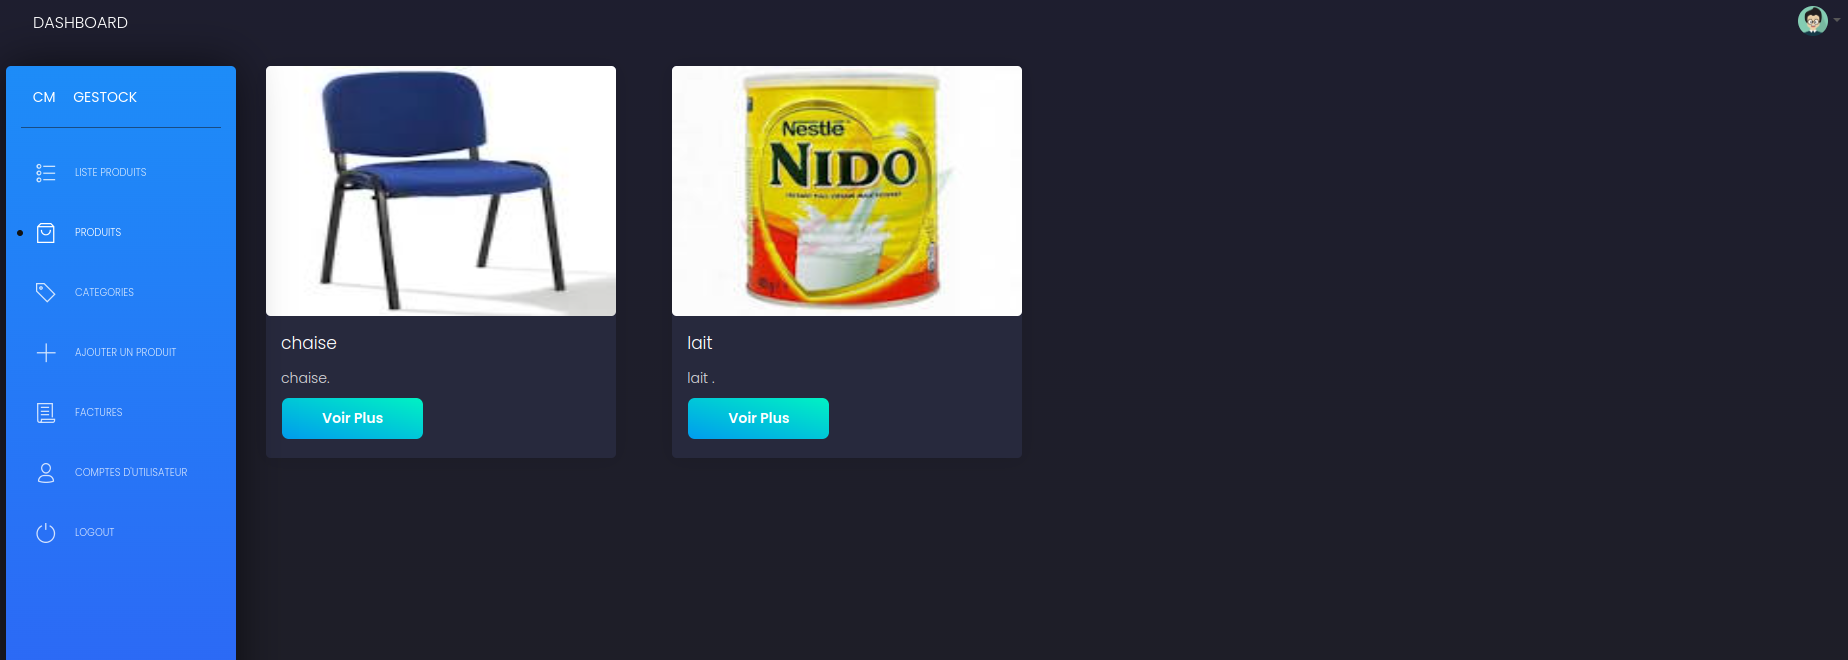 DASHBOARD
CM GESTOCK
LISTE PRODUITS
PRODUITS
CATEGORIES
AJOUTER UN PRODUIT
FACTURES
COMPTES D'UTILISATEUR
LOGOUT
chaise
chaise.
Voir Plus
Nestlé
NIDO
lait
lait .
Voir Plus